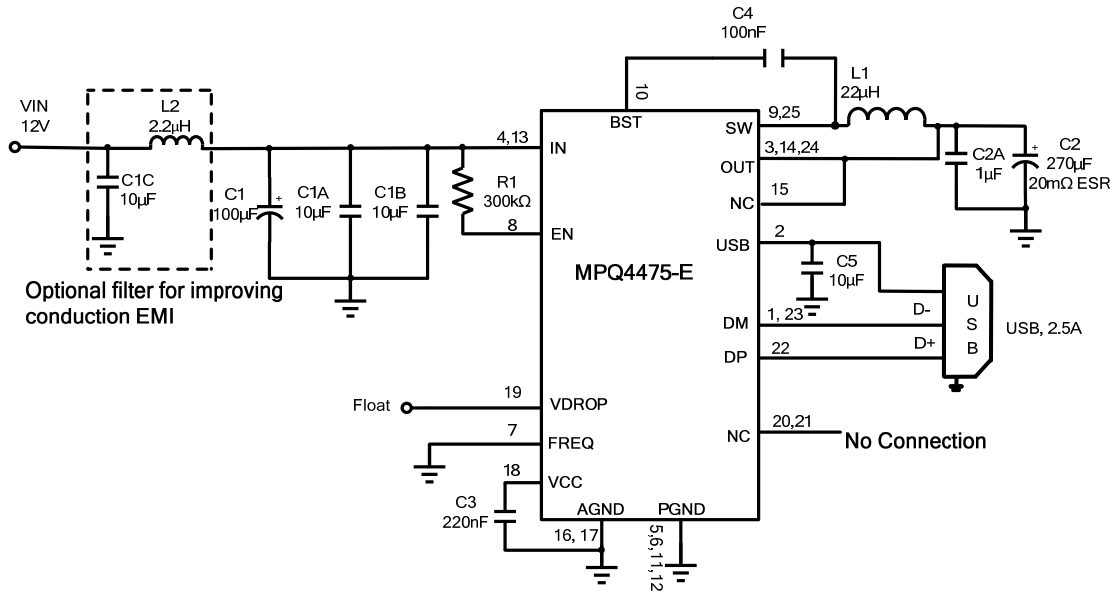 C4
100nF
L1
22µH
10
BST
9,25
SW
VIN
12V
L2
2.2µH
4,13
IN
3,14,24
OUT
C2A
1µF
C2
270µF
20mΩ ESR
+
C1C
10µF
C1
100µF
+
C1A
10µF
C1B
10µF
R1
300kΩ
8
EN
15
NC
2
USB
C5
10µF
MPQ4475-E
Optional filter for improving
conduction EMI
DM
1, 23
D-
DP
22
D+
U
S
B
USB, 2.5A
Float
19
VDROP
7
FREQ
NC
20,21
No Connection
18
VCC
C3
220nF
AGND
PGND
16, 17
5,6,11,12